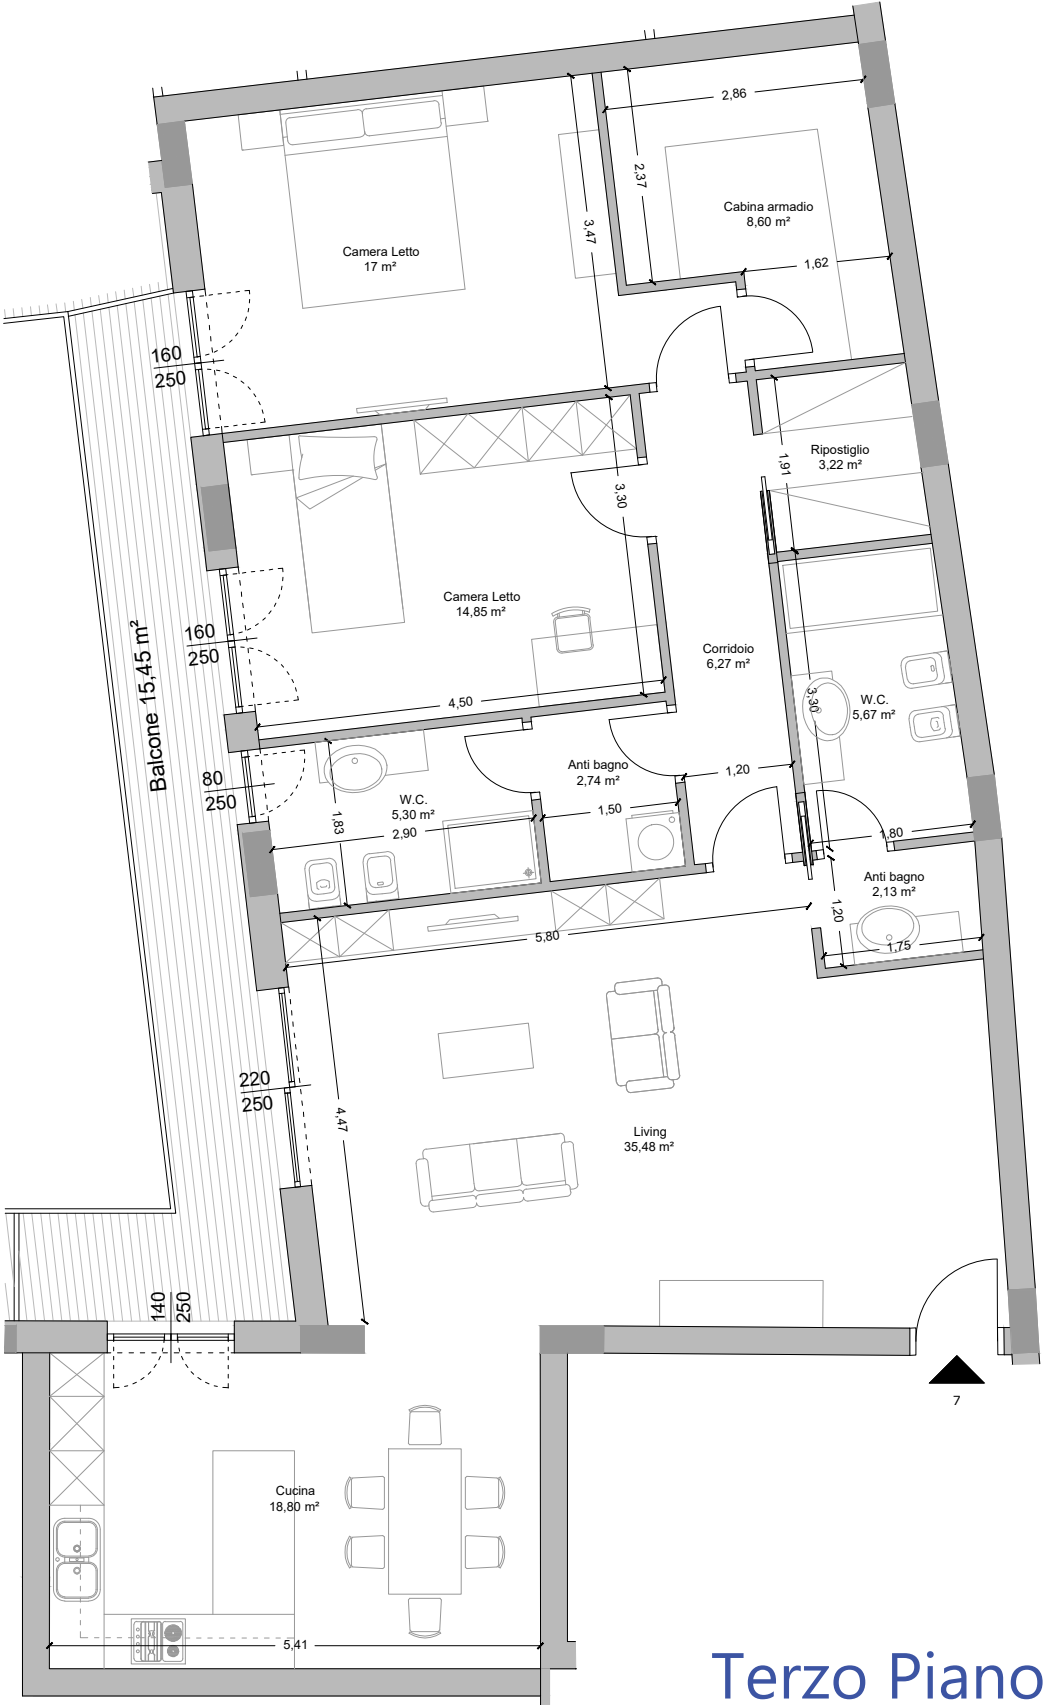 2,86
2,37
3,47
Cabina armadio
8,60 m²
Camera Letto
17 m²
1,62
160
250
Ripostiglio
3,22 m²
1,91
3,30
Camera Letto
14,85 m²
160
250
Balcone 15,45 m²
Corridoio
6,27 m²
4,50
3,30
W.C.
5,67 m²
Anti bagno
2,74 m²
1,20
80
250
W.C.
5,30 m²
1,83
2,90
1,50
1,80
Anti bagno
2,13 m²
1,20
5,80
1,75
220
250
4,47
Living
35,48 m²
140
250
7
Cucina
18,80 m²
5,41
Terzo Piano